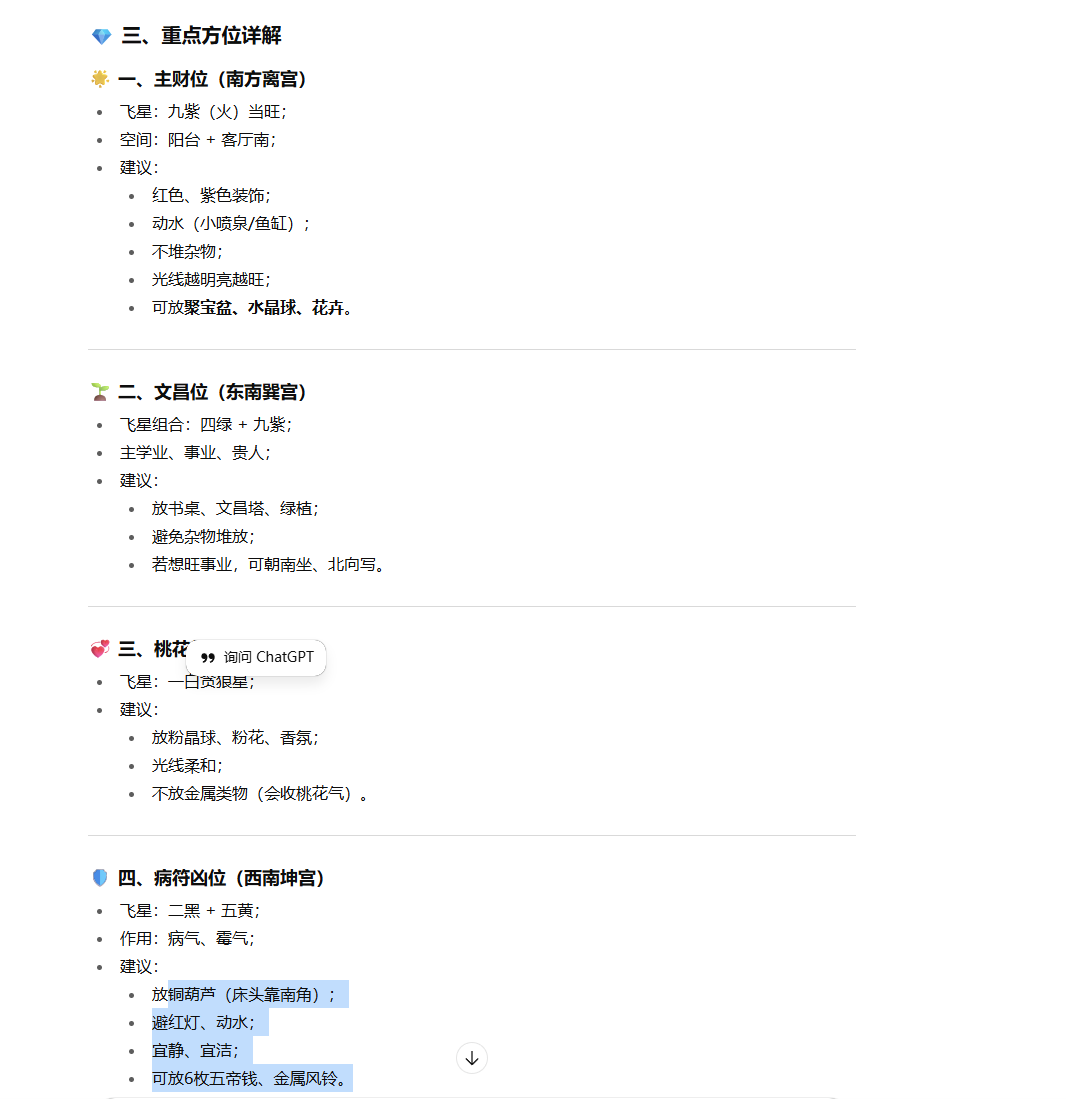 三、重点方位详解
一、主财位（南方离宫）
飞星：九紫（火）当旺；
空间：阳台 + 客厅南；
建议：
红色、紫色装饰；
动水（小喷泉/鱼缸）；
不堆杂物；
光线越明亮越旺；
可放聚宝盆、水晶球、花卉。
二、文昌位（东南巽宫）
飞星组合：四绿 + 九紫；
主学业、事业、贵人；
建议：
放书桌、文昌塔、绿植；
避免杂物堆放；
若想旺事业，可朝南坐、北向写。
三、桃花
询问 ChatGPT
飞星：一白贪狼星；
建议：
放粉晶球、粉花、香氛；
光线柔和；
不放金属类物（会收桃花气）。
四、病符凶位（西南坤宫）
飞星：二黑 + 五黄；
作用：病气、霉气；
建议：
放铜葫芦（床头靠南角）；
避红灯、动水；
宜静、宜洁；
可放6枚五帝钱、金属风铃。